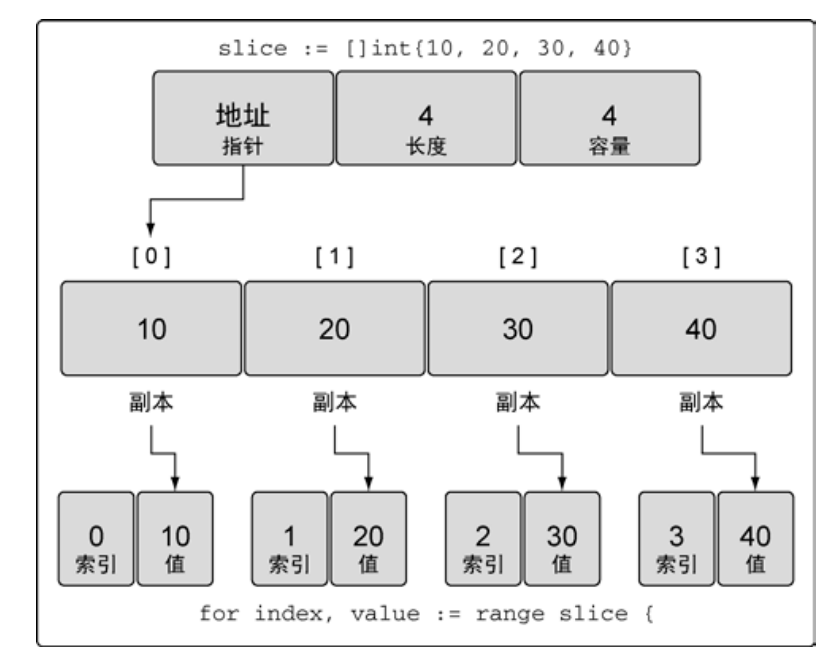 slice := []int{10, 20, 30, 40}
地址 4 4
指针 长度 容量
[0] [1] [2] [3]
10 20 30 40
副本 副本 副本 副本
0 10 1 20 2 30 3 40
索引 值 索引 值 索引 值 索引 值
for index, value := range slice {